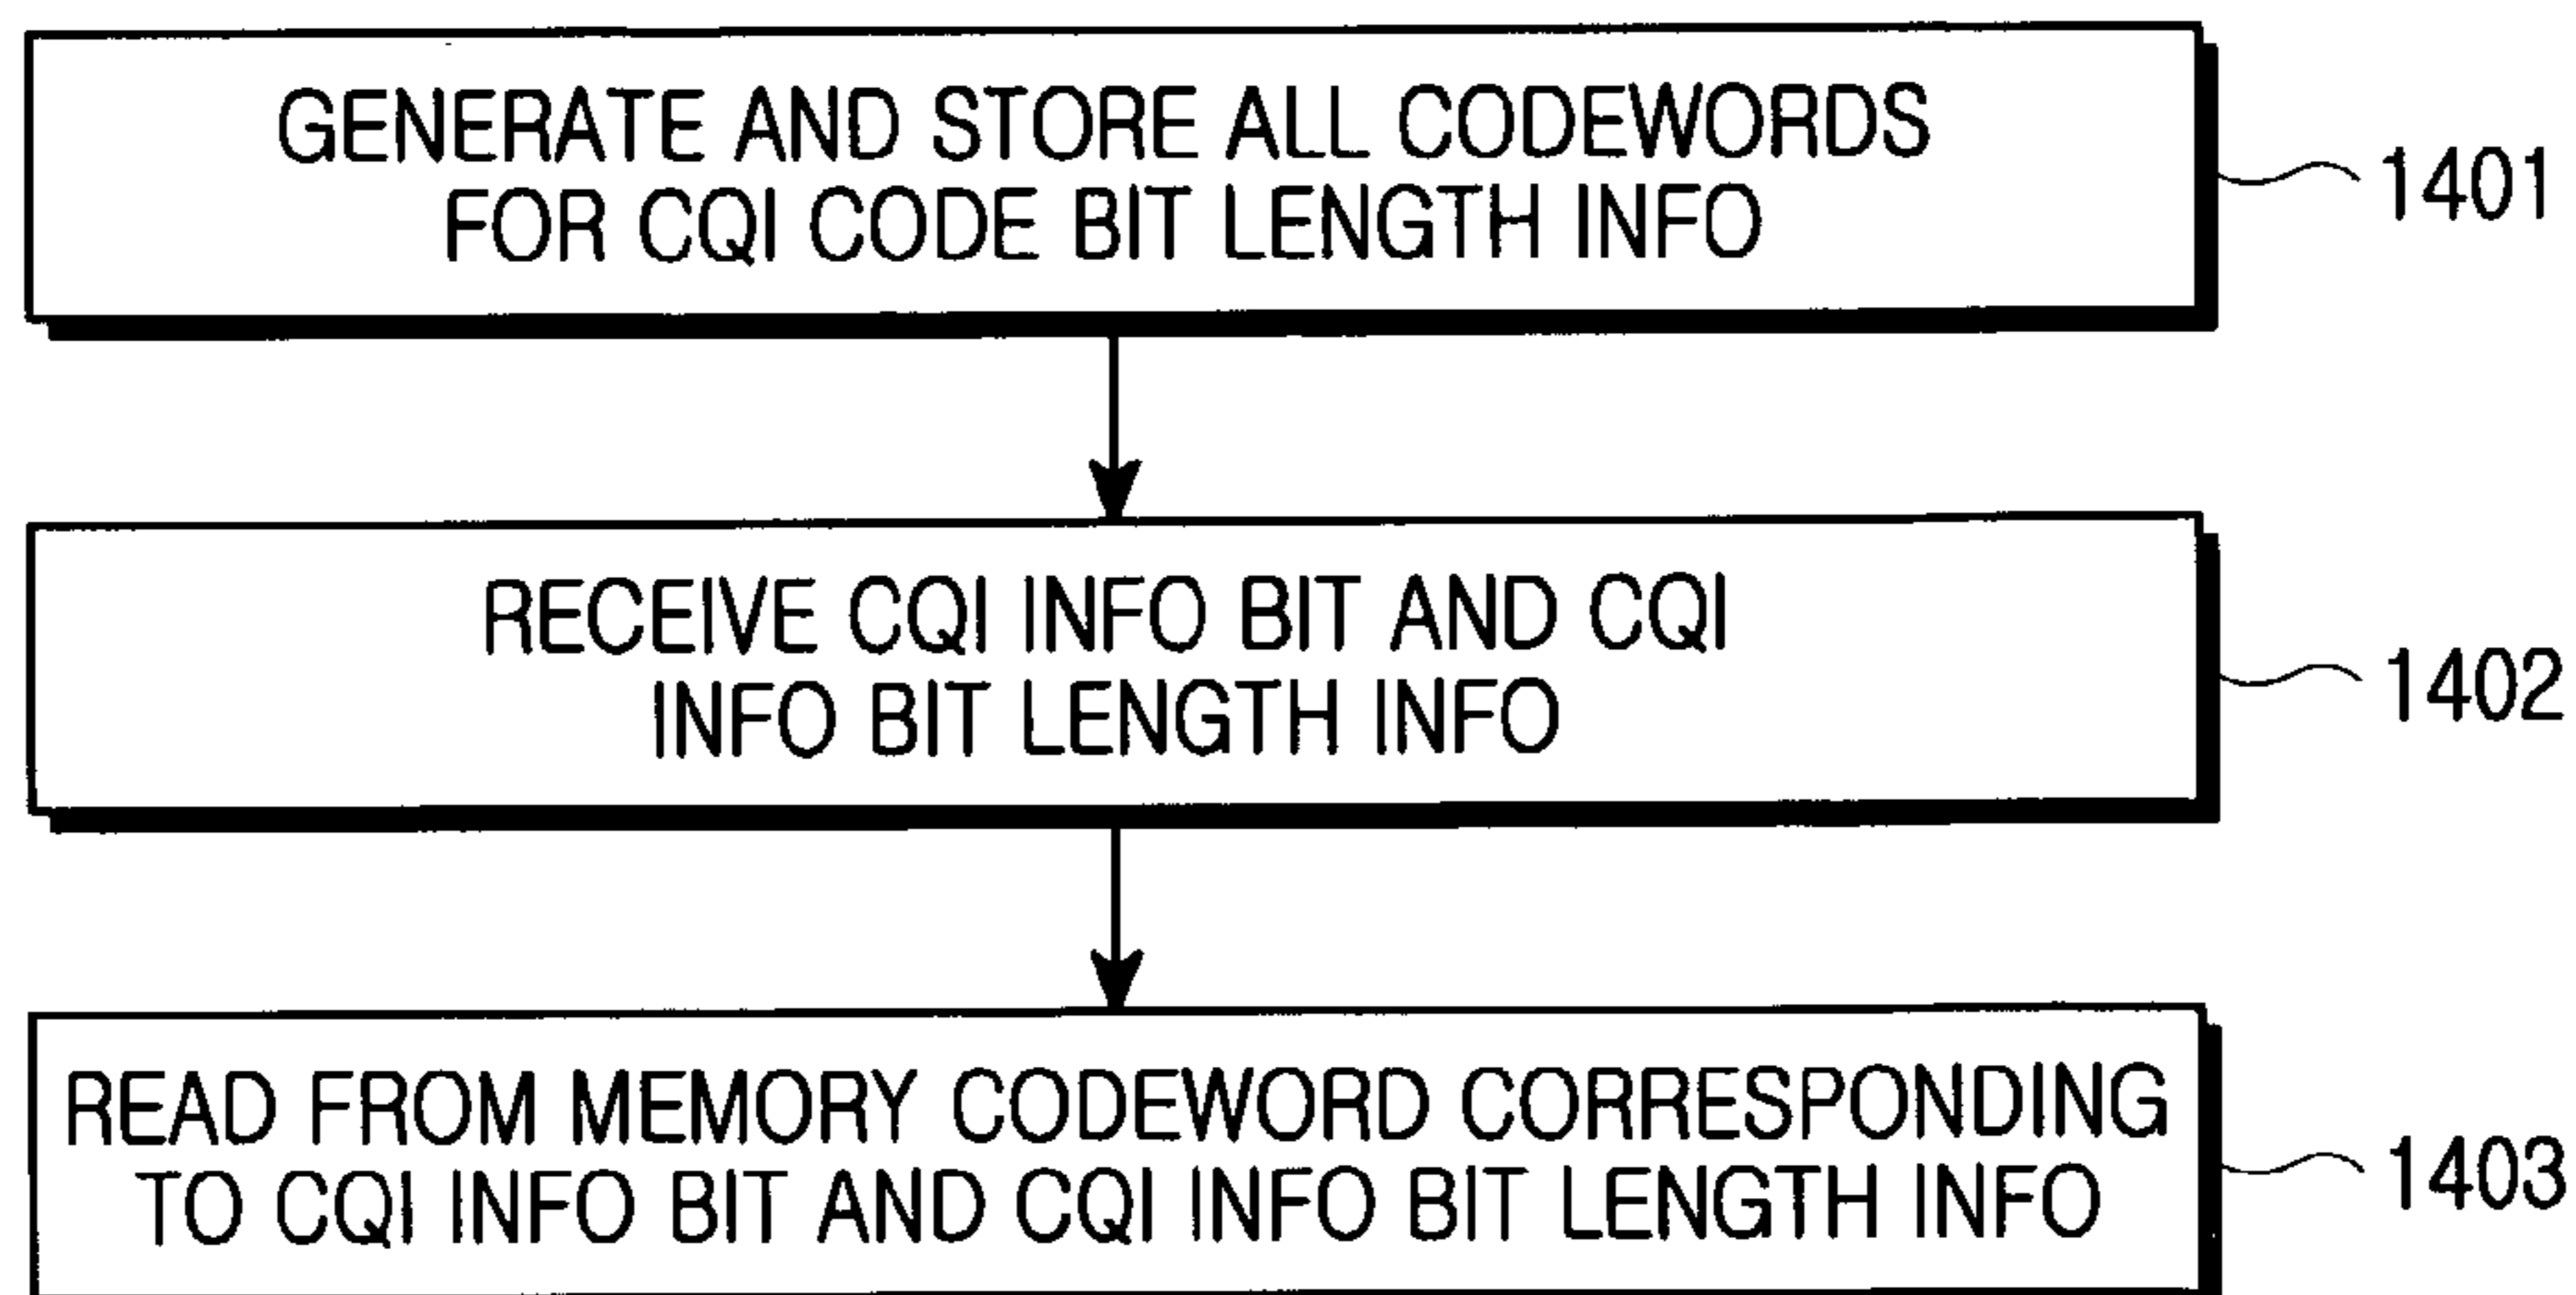 GENERATE AND STORE ALL CODEWORDS
FOR CQI CODE BIT LENGTH INFO
1401
RECEIVE CQI INFO BIT AND CQI
INFO BIT LENGTH INFO
1402
READ FROM MEMORY CODEWORD CORRESPONDING
TO CQI INFO BIT AND CQI INFO BIT LENGTH INFO
1403